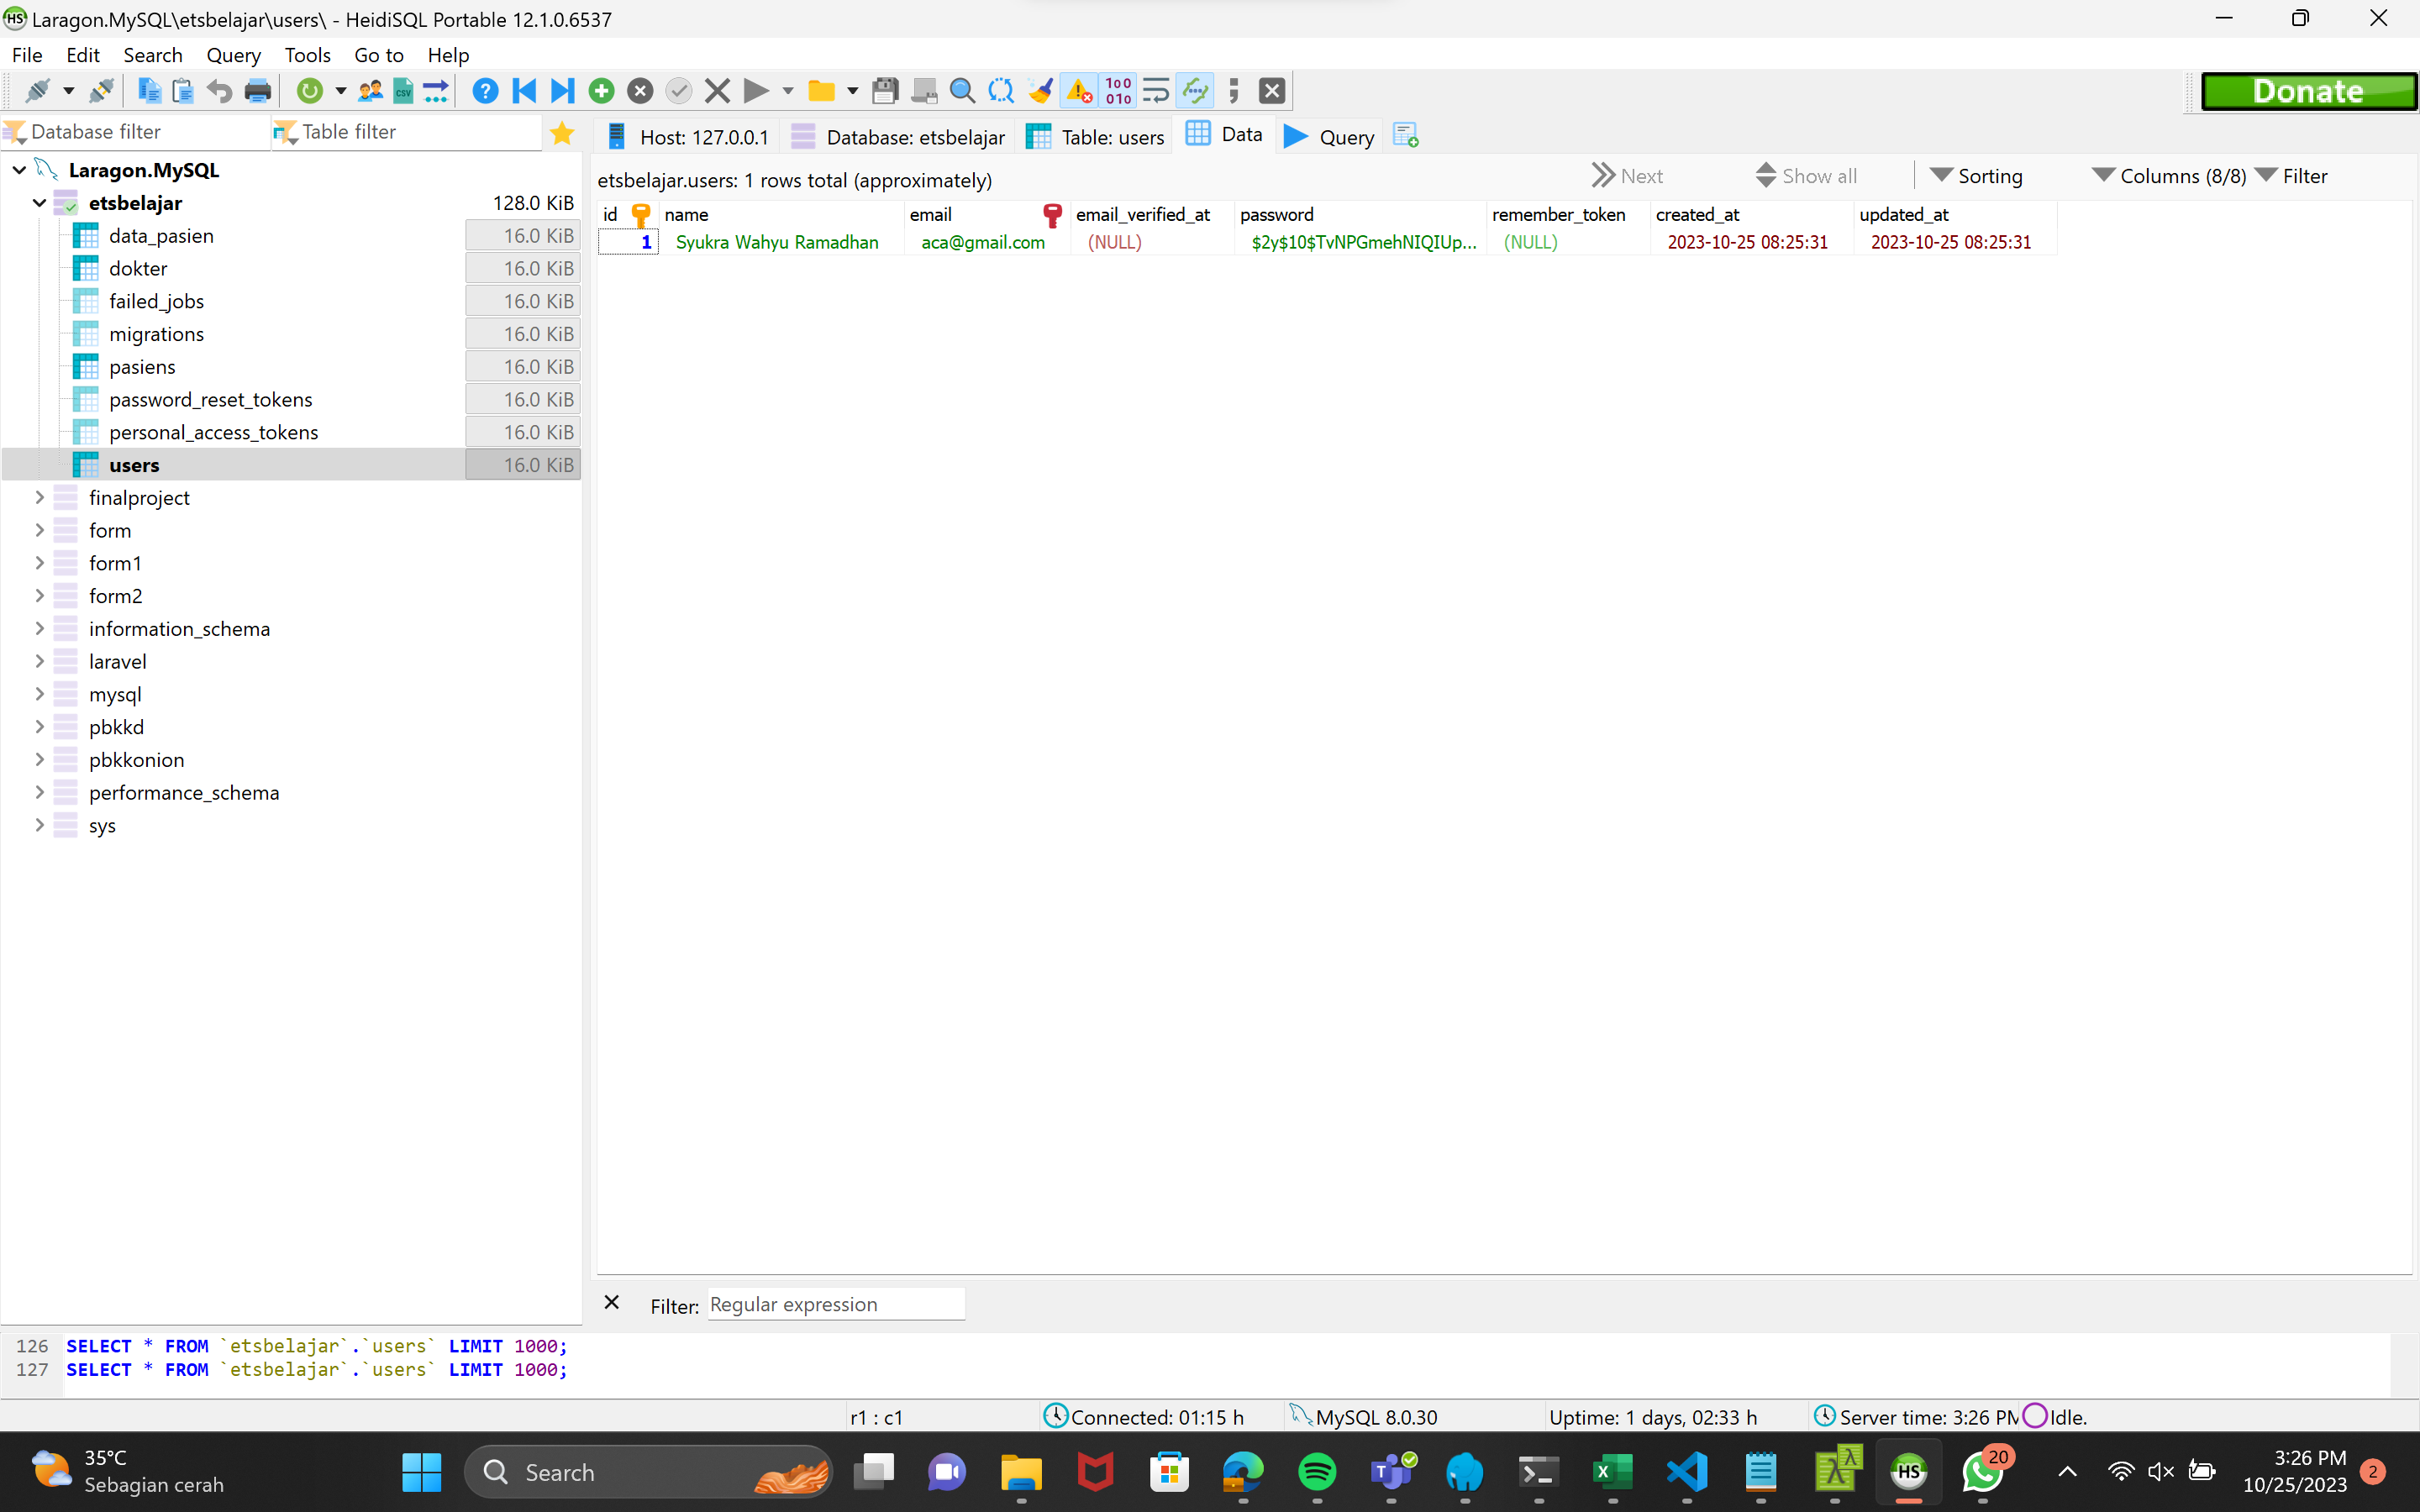 Laragon.MySQL\etsbelajar\users\ - HeidiSQL Portable 12.1.0.6537
File Edit Search Query Tools Go to Help
Donate
Database filter Table filter
Host: 127.0.0.1 Database: etsbelajar Table: users Data Query
Laragon.MySQL
etsbelajar 128.0 KiB
data_pasien 16.0 KiB
dokter 16.0 KiB
failed_jobs 16.0 KiB
migrations 16.0 KiB
pasiens 16.0 KiB
password_reset_tokens 16.0 KiB
personal_access_tokens 16.0 KiB
users 16.0 KiB
finalproject
form
form1
form2
information_schema
laravel
mysql
pbkkd
pbkkonion
performance_schema
sys
etsbelajar.users: 1 rows total (approximately) Next Show all Sorting Columns (8/8) Filter
id name email email_verified_at password remember_token created_at updated_at
1 Syukra Wahyu Ramadhan aca@gmail.com (NULL) $2y$10$TvNPGmehNIQIUp... (NULL) 2023-10-25 08:25:31 2023-10-25 08:25:31
Filter: Regular expression
126 SELECT * FROM `etsbelajar`.`users` LIMIT 1000;
127 SELECT * FROM `etsbelajar`.`users` LIMIT 1000;
r1 : c1 Connected: 01:15 h MySQL 8.0.30 Uptime: 1 days, 02:33 h Server time: 3:26 PM Idle.
35°C
Sebagian cerah
Search
20
3:26 PM
10/25/2023
2